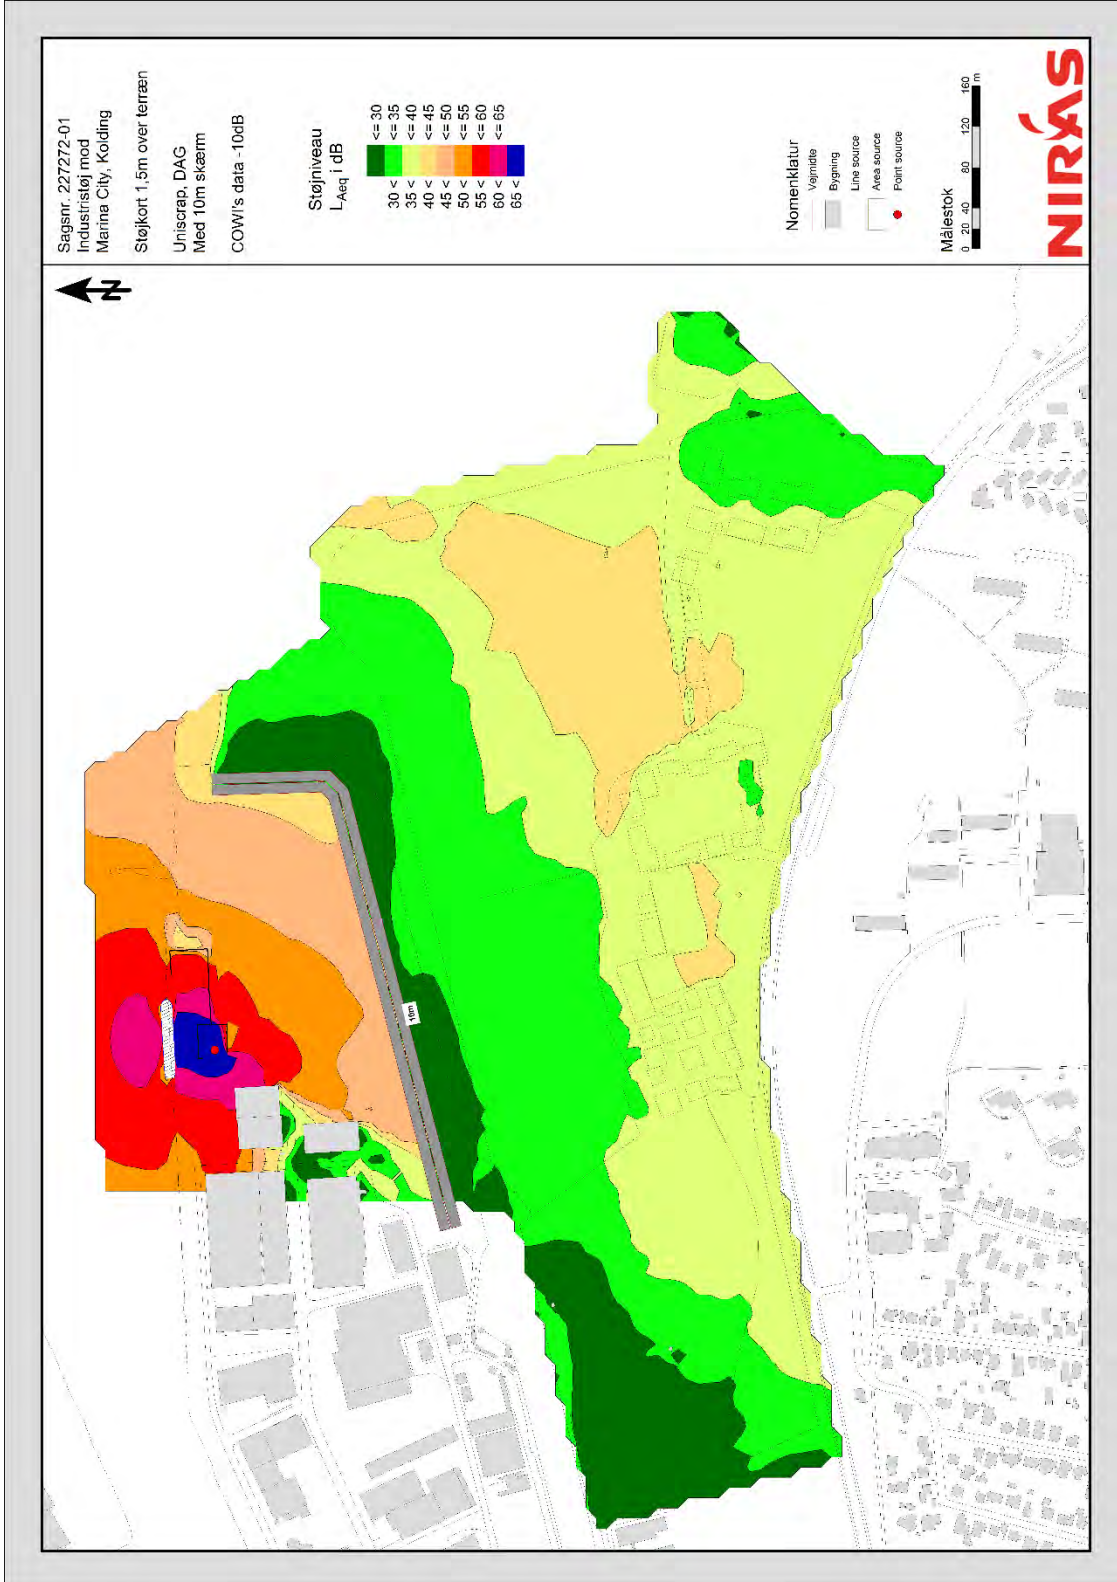 Sagsnr. 227272-01
Industristøj mod
Marina City, Kolding
Støjkort 1,5m over terræn
Uniscrap, DAG
Med 10m skærm
COWI's data -10dB
Støjniveau
LAeq i dB
<= 30
30 < <= 35
35 < <= 40
40 < <= 45
45 < <= 50
50 < <= 55
55 < <= 60
60 < <= 65
65 <
Nomenklatur
Vejmidte
Bygning
Line source
Area source
Point source
Målestok
0 20 40 80 120 160
m
NIRAS
N
10m